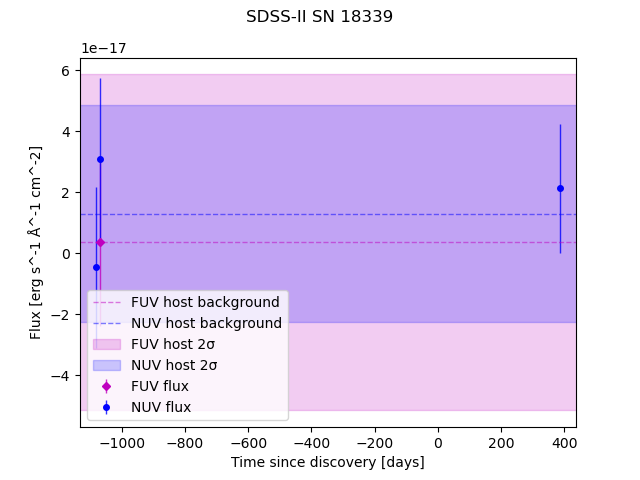 SDSS-II SN 18339
1e−17
6
4
2
0
−2
−4
Flux [erg s^-1 Å^-1 cm^-2]
FUV host background
NUV host background
FUV host 2σ
NUV host 2σ
FUV flux
NUV flux
−1000 −800 −600 −400 −200 0 200 400
Time since discovery [days]